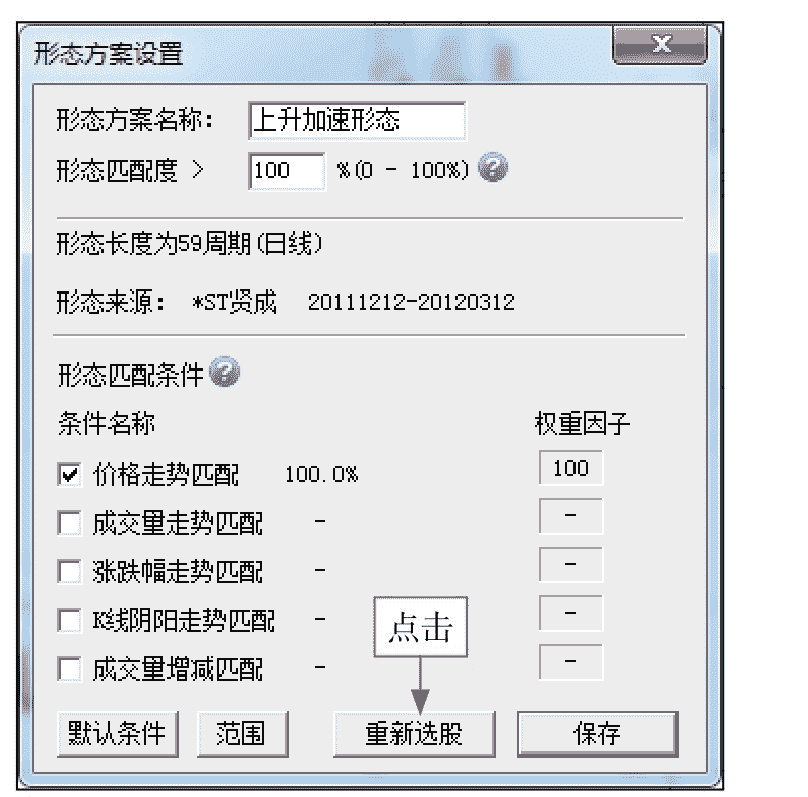 形态方案设置
形态方案名称： 上升加速形态
形态匹配度 > 100 %(0 - 100%) ?
形态长度为59周期(日线)
形态来源： *ST贤成 20111212-20120312
形态匹配条件 ?
条件名称 权重因子
价格走势匹配 100.0% 100
成交量走势匹配 - -
涨跌幅走势匹配 - -
K线阴阳走势匹配 - -
点击
成交量增减匹配 - -
默认条件 范围 重新选股 保存